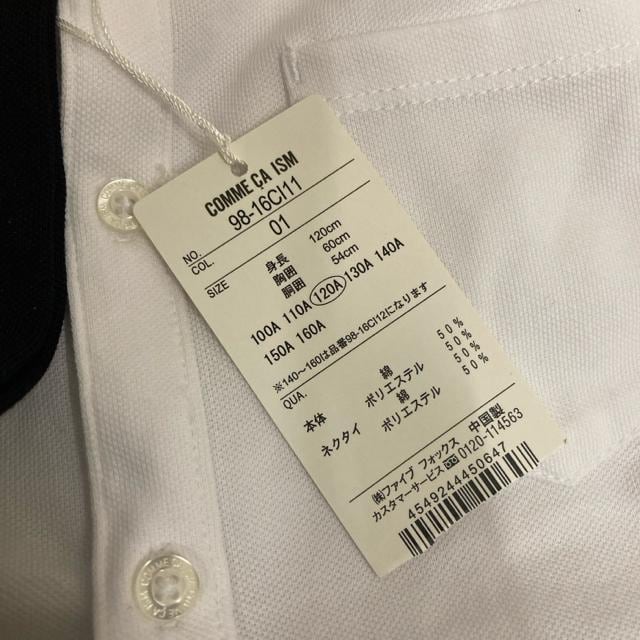 COMME ÇA ISM
NO. 98-16CI11
COL. 01
SIZE 身長 120cm
胸囲 60cm
胴囲 54cm
100A 110A 120A 130A 140A
150A 160A
※140〜160は品番98-16CI12になります
QUA.
本体 綿 50%
ポリエステル 50%
ネクタイ 綿 50%
ポリエステル 50%
㈱ファイブ フォックス 中国製
カスタマーサービス 0120-114563
4549244450647